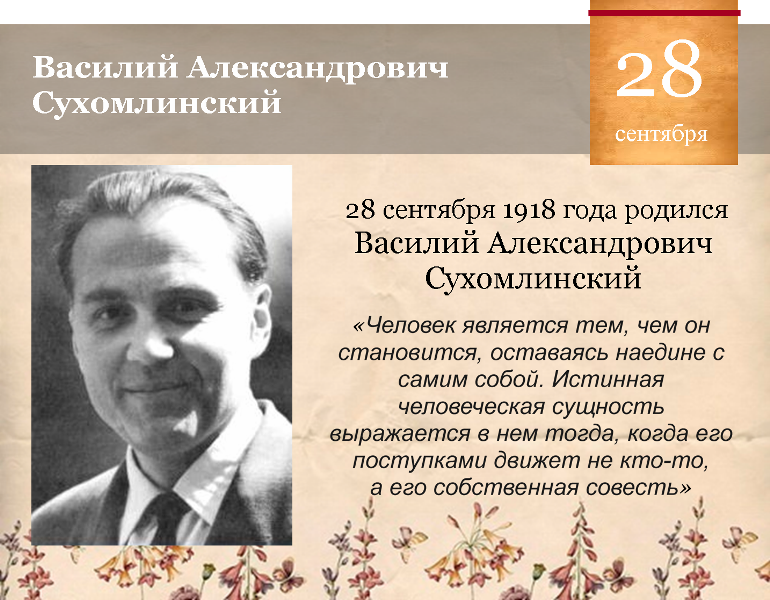 Василий Александрович
Сухомлинский
28
сентября
28 сентября 1918 года родился
Василий Александрович
Сухомлинский
«Человек является тем, чем он
становится, оставаясь наедине с
самим собой. Истинная
человеческая сущность
выражается в нем тогда, когда его
поступками движет не кто-то,
а его собственная совесть»